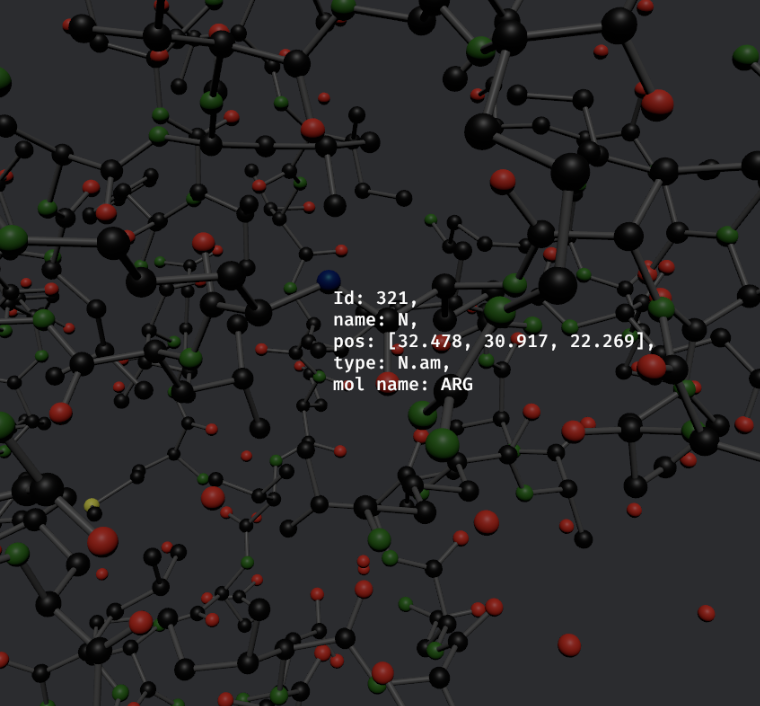 Id: 321,
name: N,
pos: [32.478, 30.917, 22.269],
type: N.am,
mol name: ARG